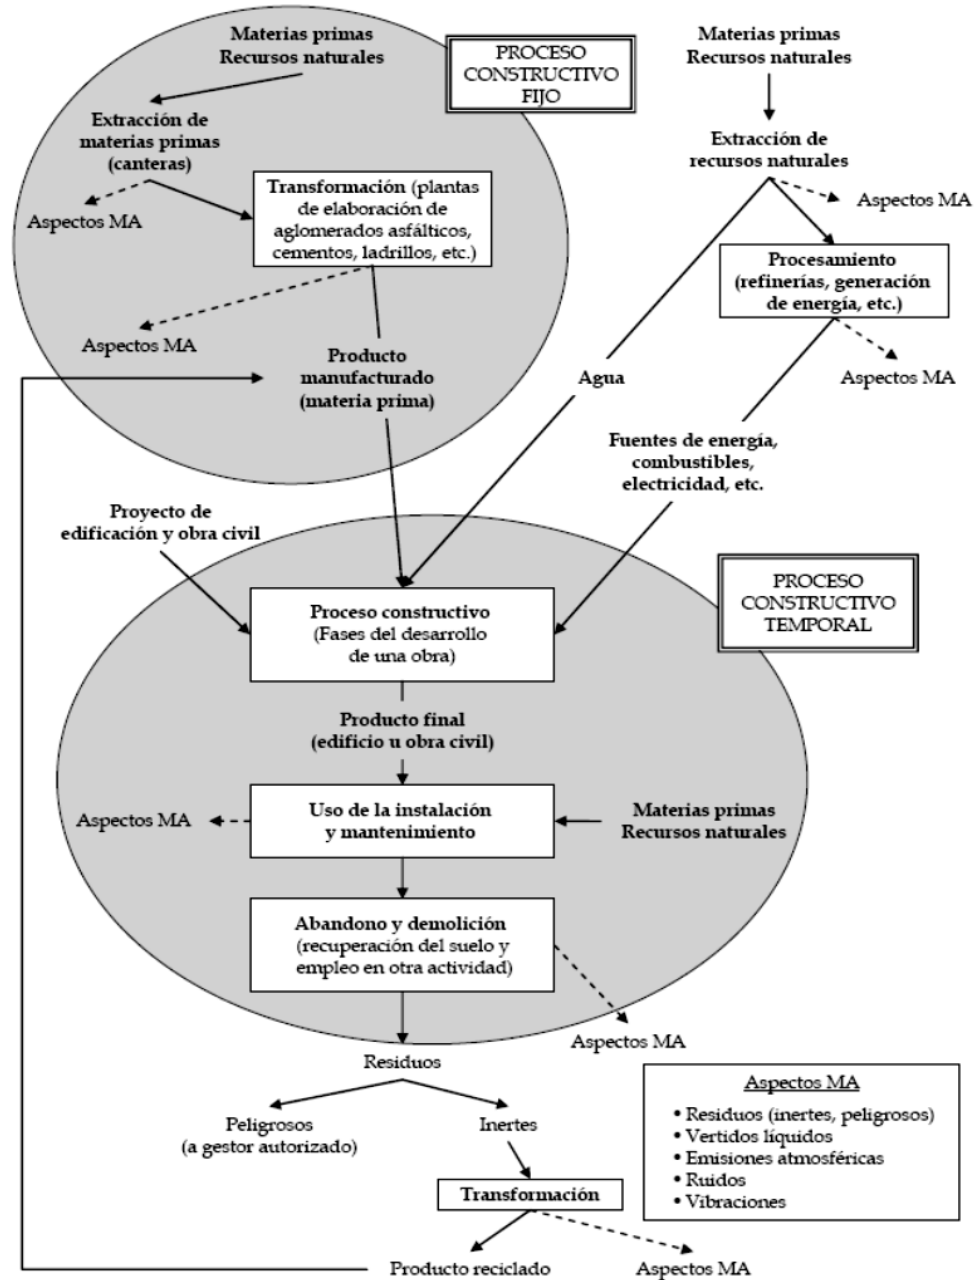 Materias primas
Recursos naturales
PROCESO
CONSTRUCTIVO
FIJO
Materias primas
Recursos naturales
Extracción de
materias primas
(canteras)
Extracción de
recursos naturales
Aspectos MA
Transformación (plantas
de elaboración de
aglomerados asfálticos,
cementos, ladrillos, etc.)
Aspectos MA
Procesamiento
(refinerías, generación
de energía, etc.)
Aspectos MA
Producto
manufacturado
(materia prima)
Agua
Aspectos MA
Fuentes de energía,
combustibles,
electricidad, etc.
Proyecto de
edificación y obra civil
PROCESO
CONSTRUCTIVO
TEMPORAL
Proceso constructivo
(Fases del desarrollo
de una obra)
Producto final
(edificio u obra civil)
Aspectos MA
Uso de la instalación
y mantenimiento
Materias primas
Recursos naturales
Abandono y demolición
(recuperación del suelo y
empleo en otra actividad)
Aspectos MA
Residuos
Peligrosos
(a gestor autorizado)
Inertes
Aspectos MA
• Residuos (inertes, peligrosos)
• Vertidos líquidos
• Emisiones atmosféricas
• Ruidos
• Vibraciones
Transformación
Producto reciclado
Aspectos MA